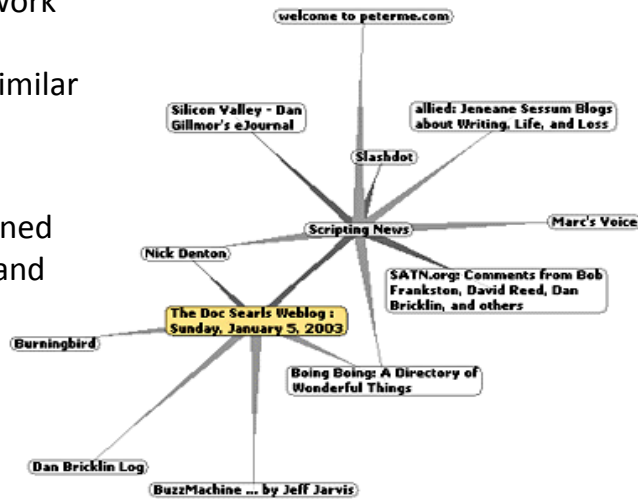 work
imilar
ned
and
welcome to peterme.com
Silicon Valley - Dan
Gillmor's eJournal
allied: Jeneane Sessum Blogs
about Writing, Life, and Loss
Slashdot
Scripting News
Marc's Voice
Nick Denton
SATN.org: Comments from Bob
Frankston, David Reed, Dan
Bricklin, and others
The Doc Searls Weblog :
Sunday, January 5, 2003
Burningbird
Boing Boing: A Directory of
Wonderful Things
Dan Bricklin Log
BuzzMachine ... by Jeff Jarvis